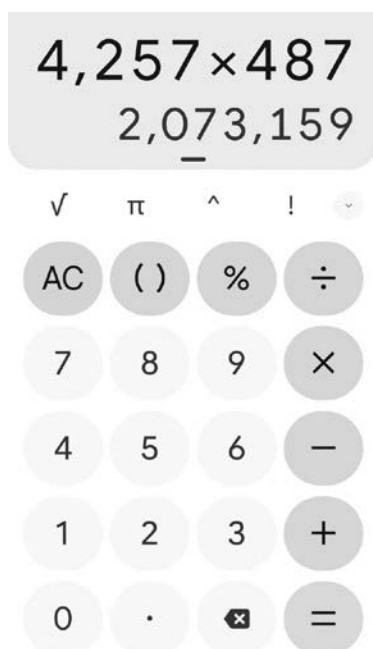 4,257×487
2,073,159
√ π ^ !
AC ( ) % ÷
7 8 9 ×
4 5 6 −
1 2 3 +
0 . =